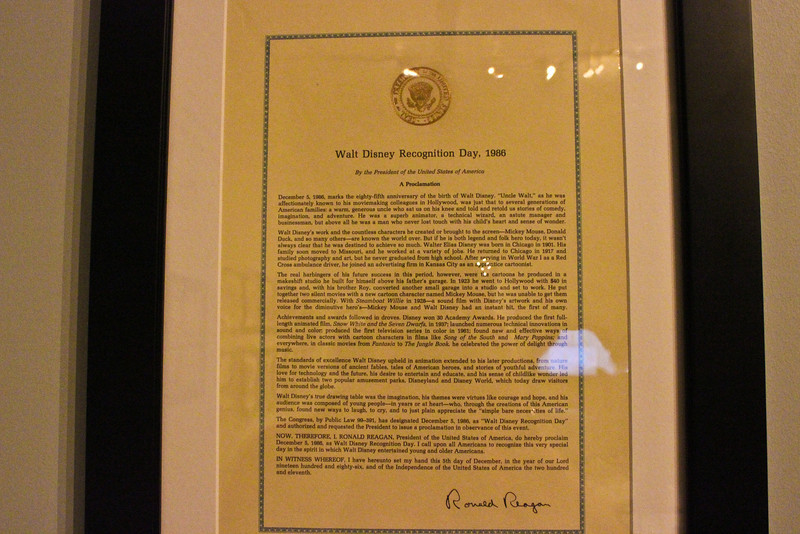 Walt Disney Recognition Day, 1986
By the President of the United States of America
A Proclamation
December 5, 1986, marks the eighty-fifth anniversary of the birth of Walt Disney. "Uncle Walt," as he was
affectionately known to his moviemaking colleagues in Hollywood, was just that to several generations of
American families: a warm, generous uncle who sat us on his knee and told and retold us stories of comedy,
imagination, and adventure. He was a superb animator, a technical wizard, an astute manager and
businessman, but above all he was a man who never lost touch with his child's heart and sense of wonder.
Walt Disney's work and the countless characters he created or brought to the screen—Mickey Mouse, Donald
Duck, and so many others—are known the world over. But if he is both legend and folk hero today, it wasn't
always clear that he was destined to achieve so much. Walter Elias Disney was born in Chicago in 1901. His
family soon moved to Missouri, and he worked at a variety of jobs. He returned to Chicago in 1917 and
studied photography and art, but he never graduated from high school. After serving in World War I as a Red
Cross ambulance driver, he joined an advertising firm in Kansas City as an cartoonist.
The real harbingers of his future success in this period, however, were cartoons he produced in a
makeshift studio he built for himself above his father's garage. In 1923 he went to Hollywood with $40 in
savings and, with his brother Roy, converted another small garage into a studio and set to work. He put
together two silent movies with a new cartoon character named Mickey Mouse, but he was unable to get them
released commercially. With Steamboat Willie in 1928—a sound film with Disney's artwork and his own
voice for the diminutive hero's—Mickey Mouse and Walt Disney had an instant hit, the first of many.
Achievements and awards followed in droves. Disney won 30 Academy Awards. He produced the first full-
length animated film, Snow White and the Seven Dwarfs, in 1937; launched numerous technical innovations in
sound and color; produced the first television series in color in 1961; found new and effective ways of
combining live actors with cartoon characters in films like Song of the South and Mary Poppins; and
everywhere, in classic movies from Fantasia to The Jungle Book, he celebrated the power of delight through
music.
The standards of excellence Walt Disney upheld in animation extended to his later productions, from nature
films to movie versions of ancient fables, tales of American heroes, and stories of youthful adventure. His
love for technology and the future, his desire to entertain and educate, and his sense of childlike wonder led
him to establish two popular amusement parks, Disneyland and Disney World, which today draw visitors
from around the globe.
Walt Disney's true drawing table was the imagination, his themes were virtues like courage and hope, and his
audience was composed of young people—in years or at heart—who, through the creations of this American
genius, found new ways to laugh, to cry, and to just plain appreciate the "simple bare of life."
The Congress, by Public Law 99-391, has designated December 5, 1986, as "Walt Disney Recognition Day"
and authorized and requested the President to issue a proclamation in observance of this event.
NOW, THEREFORE, I, RONALD REAGAN, President of the United States of America, do hereby proclaim
December 5, 1986, as Walt Disney Recognition Day. I call upon all Americans to recognize this very special
day in the spirit in which Walt Disney entertained young and older Americans.
IN WITNESS WHEREOF, I have hereunto set my hand this 5th day of December, in the year of our Lord
nineteen hundred and eighty-six, and of the Independence of the United States of America the two hundred
and eleventh.
Ronald Reagan